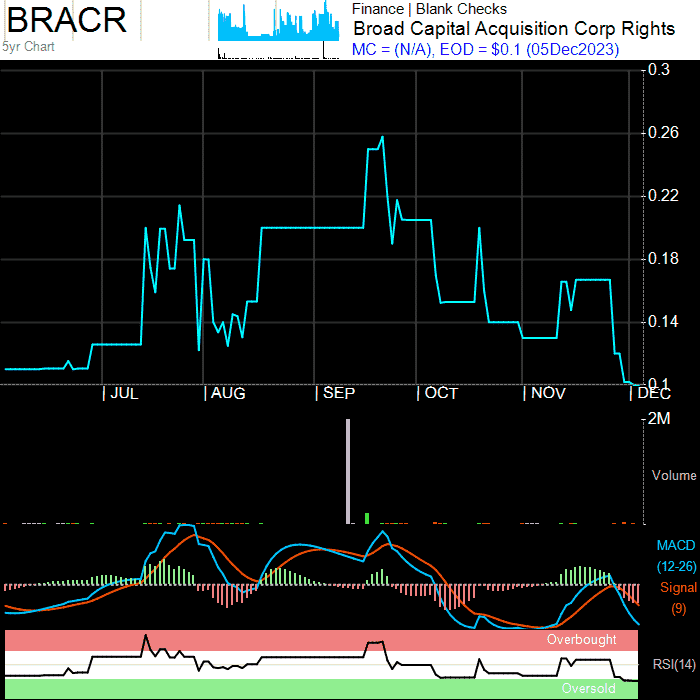 BRACR
5yr Chart
Finance | Blank Checks
Broad Capital Acquisition Corp Rights
MC = (N/A), EOD = $0.1 (05Dec2023)
0.3
0.26
0.22
0.18
0.14
0.1
JUL AUG SEP OCT NOV DEC
2M
Volume
MACD
(12-26)
Signal
(9)
Overbought
RSI(14)
Oversold